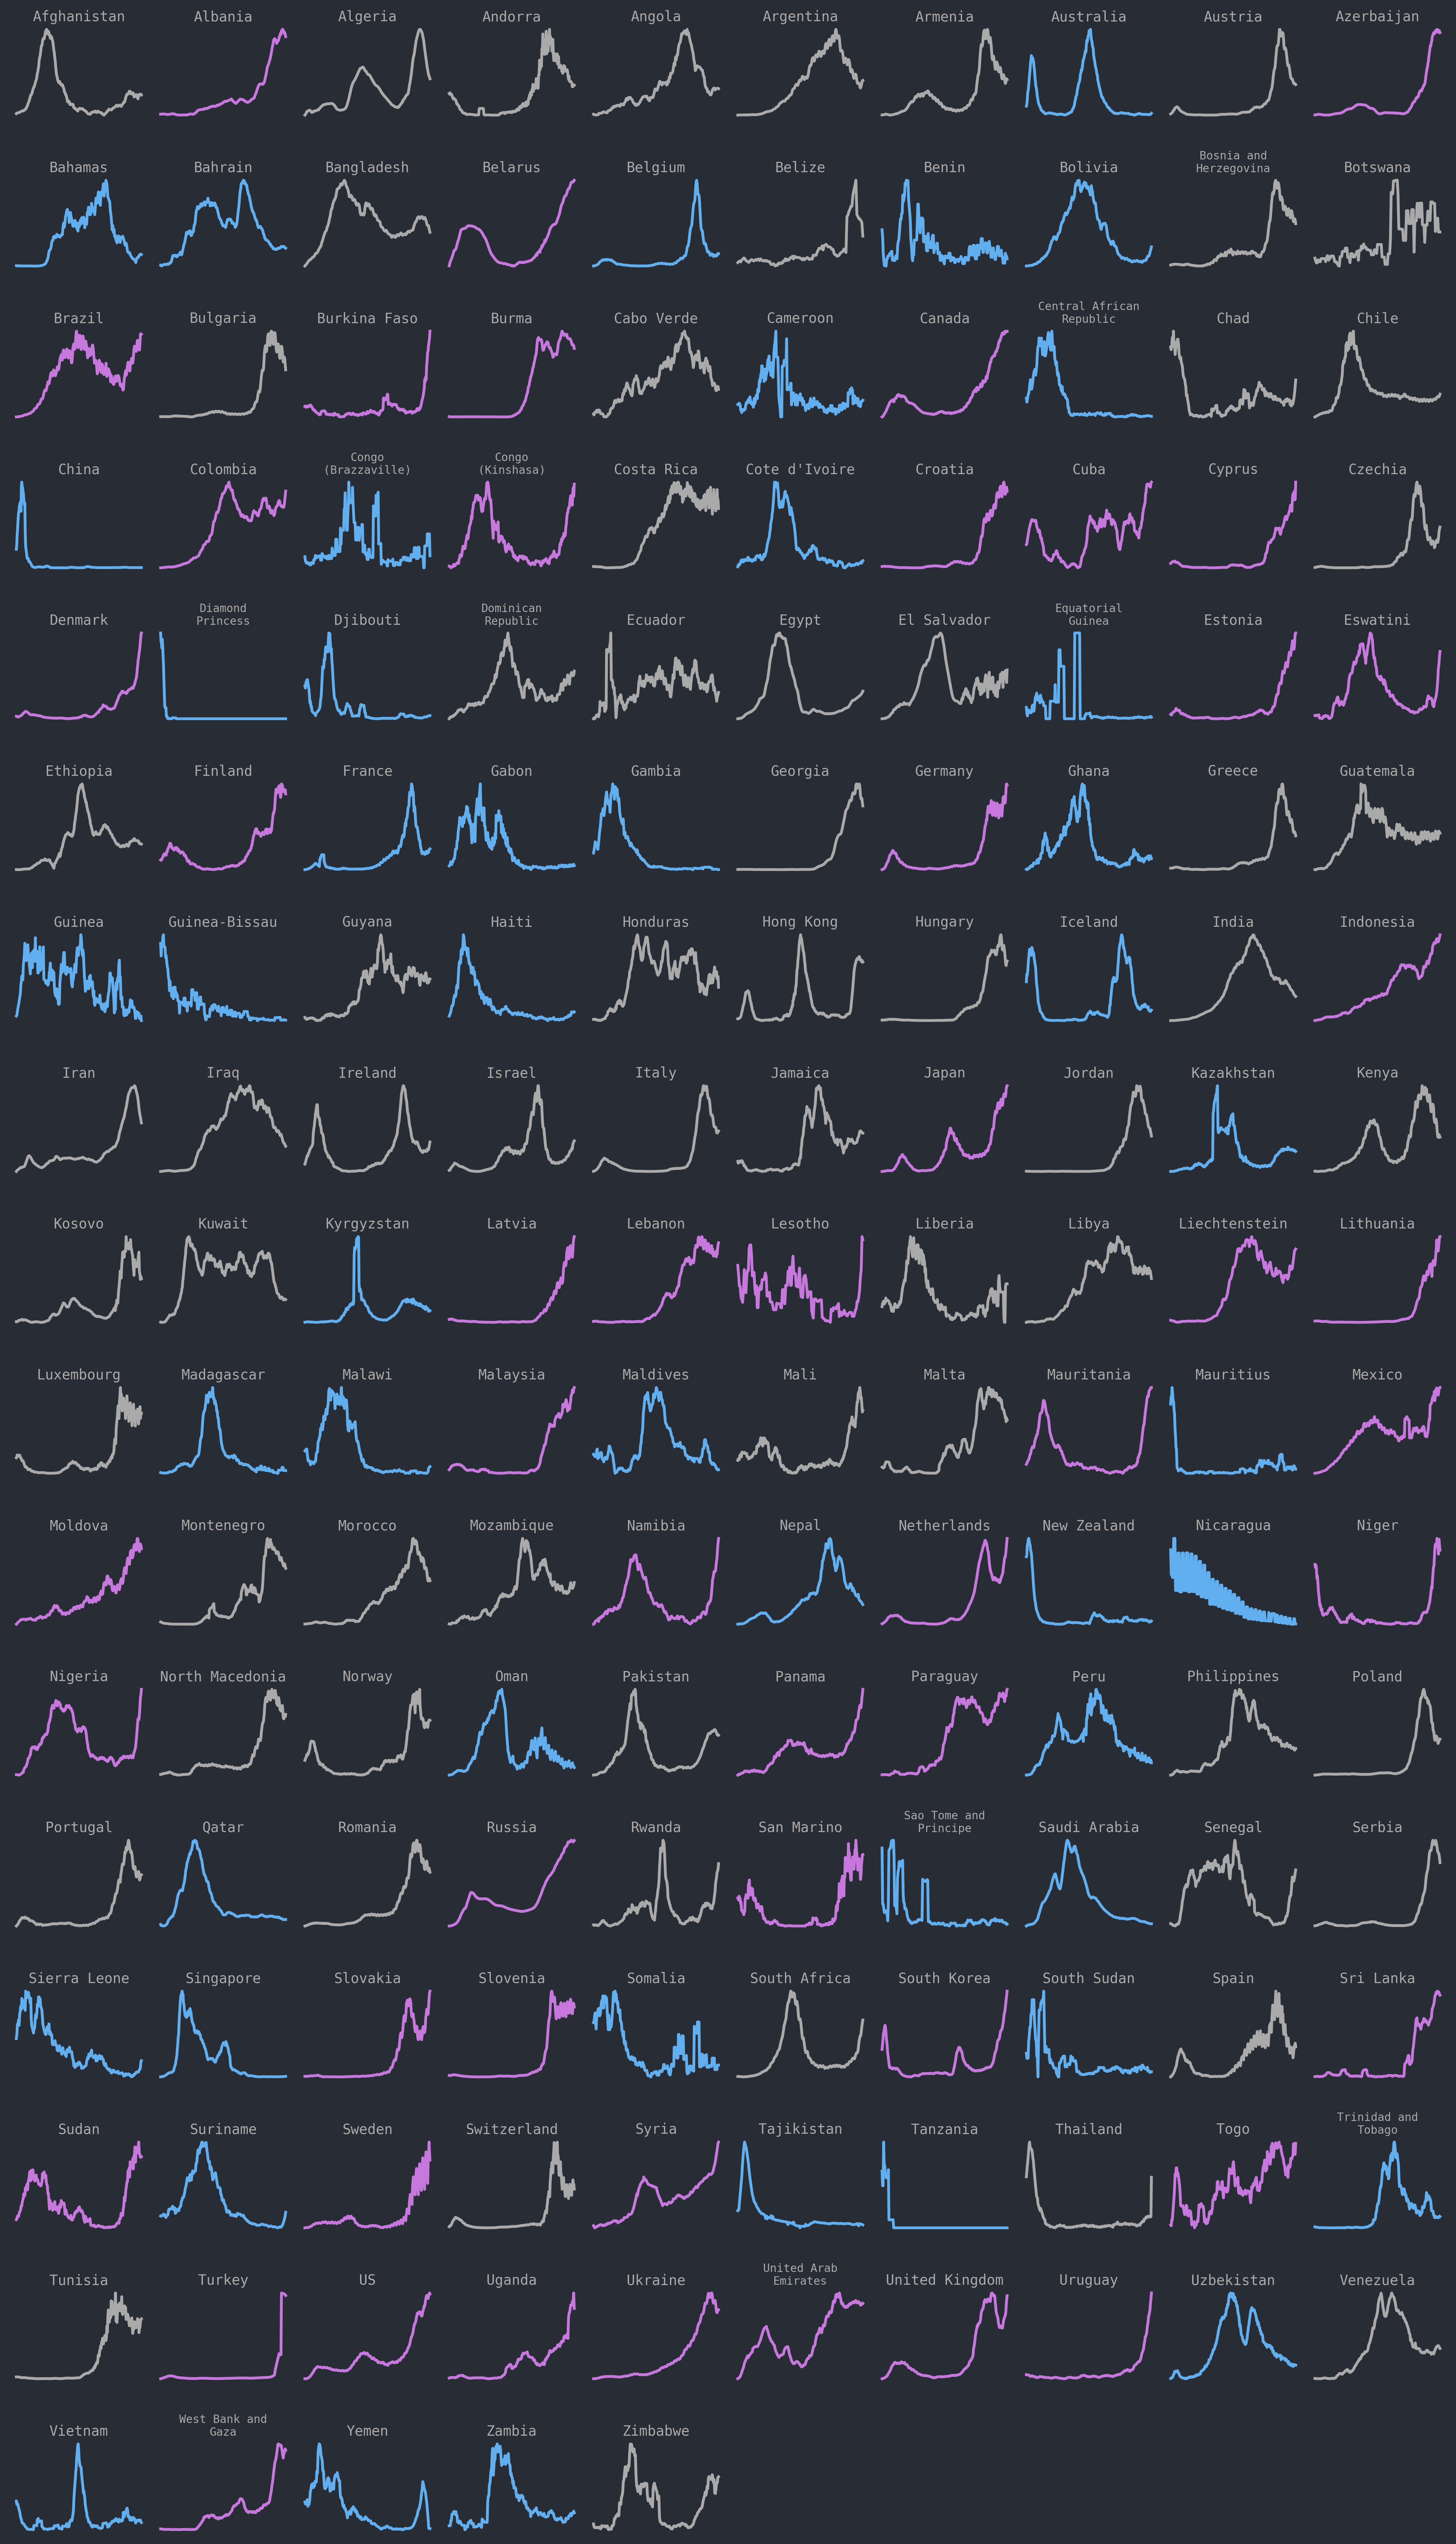 Afghanistan Albania Algeria Andorra Angola Argentina Armenia Australia Austria Azerbaijan
Bahamas Bahrain Bangladesh Belarus Belgium Belize Benin Bolivia Bosnia and
Herzegovina Botswana
Brazil Bulgaria Burkina Faso Burma Cabo Verde Cameroon Canada Central African
Republic Chad Chile
China Colombia Congo
(Brazzaville) Congo
(Kinshasa) Costa Rica Cote d'Ivoire Croatia Cuba Cyprus Czechia
Denmark Diamond
Princess Djibouti Dominican
Republic Ecuador Egypt El Salvador Equatorial
Guinea Estonia Eswatini
Ethiopia Finland France Gabon Gambia Georgia Germany Ghana Greece Guatemala
Guinea Guinea-Bissau Guyana Haiti Honduras Hong Kong Hungary Iceland India Indonesia
Iran Iraq Ireland Israel Italy Jamaica Japan Jordan Kazakhstan Kenya
Kosovo Kuwait Kyrgyzstan Latvia Lebanon Lesotho Liberia Libya Liechtenstein Lithuania
Luxembourg Madagascar Malawi Malaysia Maldives Mali Malta Mauritania Mauritius Mexico
Moldova Montenegro Morocco Mozambique Namibia Nepal Netherlands New Zealand Nicaragua Niger
Nigeria North Macedonia Norway Oman Pakistan Panama Paraguay Peru Philippines Poland
Portugal Qatar Romania Russia Rwanda San Marino Sao Tome and
Principe Saudi Arabia Senegal Serbia
Sierra Leone Singapore Slovakia Slovenia Somalia South Africa South Korea South Sudan Spain Sri Lanka
Sudan Suriname Sweden Switzerland Syria Tajikistan Tanzania Thailand Togo Trinidad and
Tobago
Tunisia Turkey US Uganda Ukraine United Arab
Emirates United Kingdom Uruguay Uzbekistan Venezuela
Vietnam West Bank and
Gaza Yemen Zambia Zimbabwe